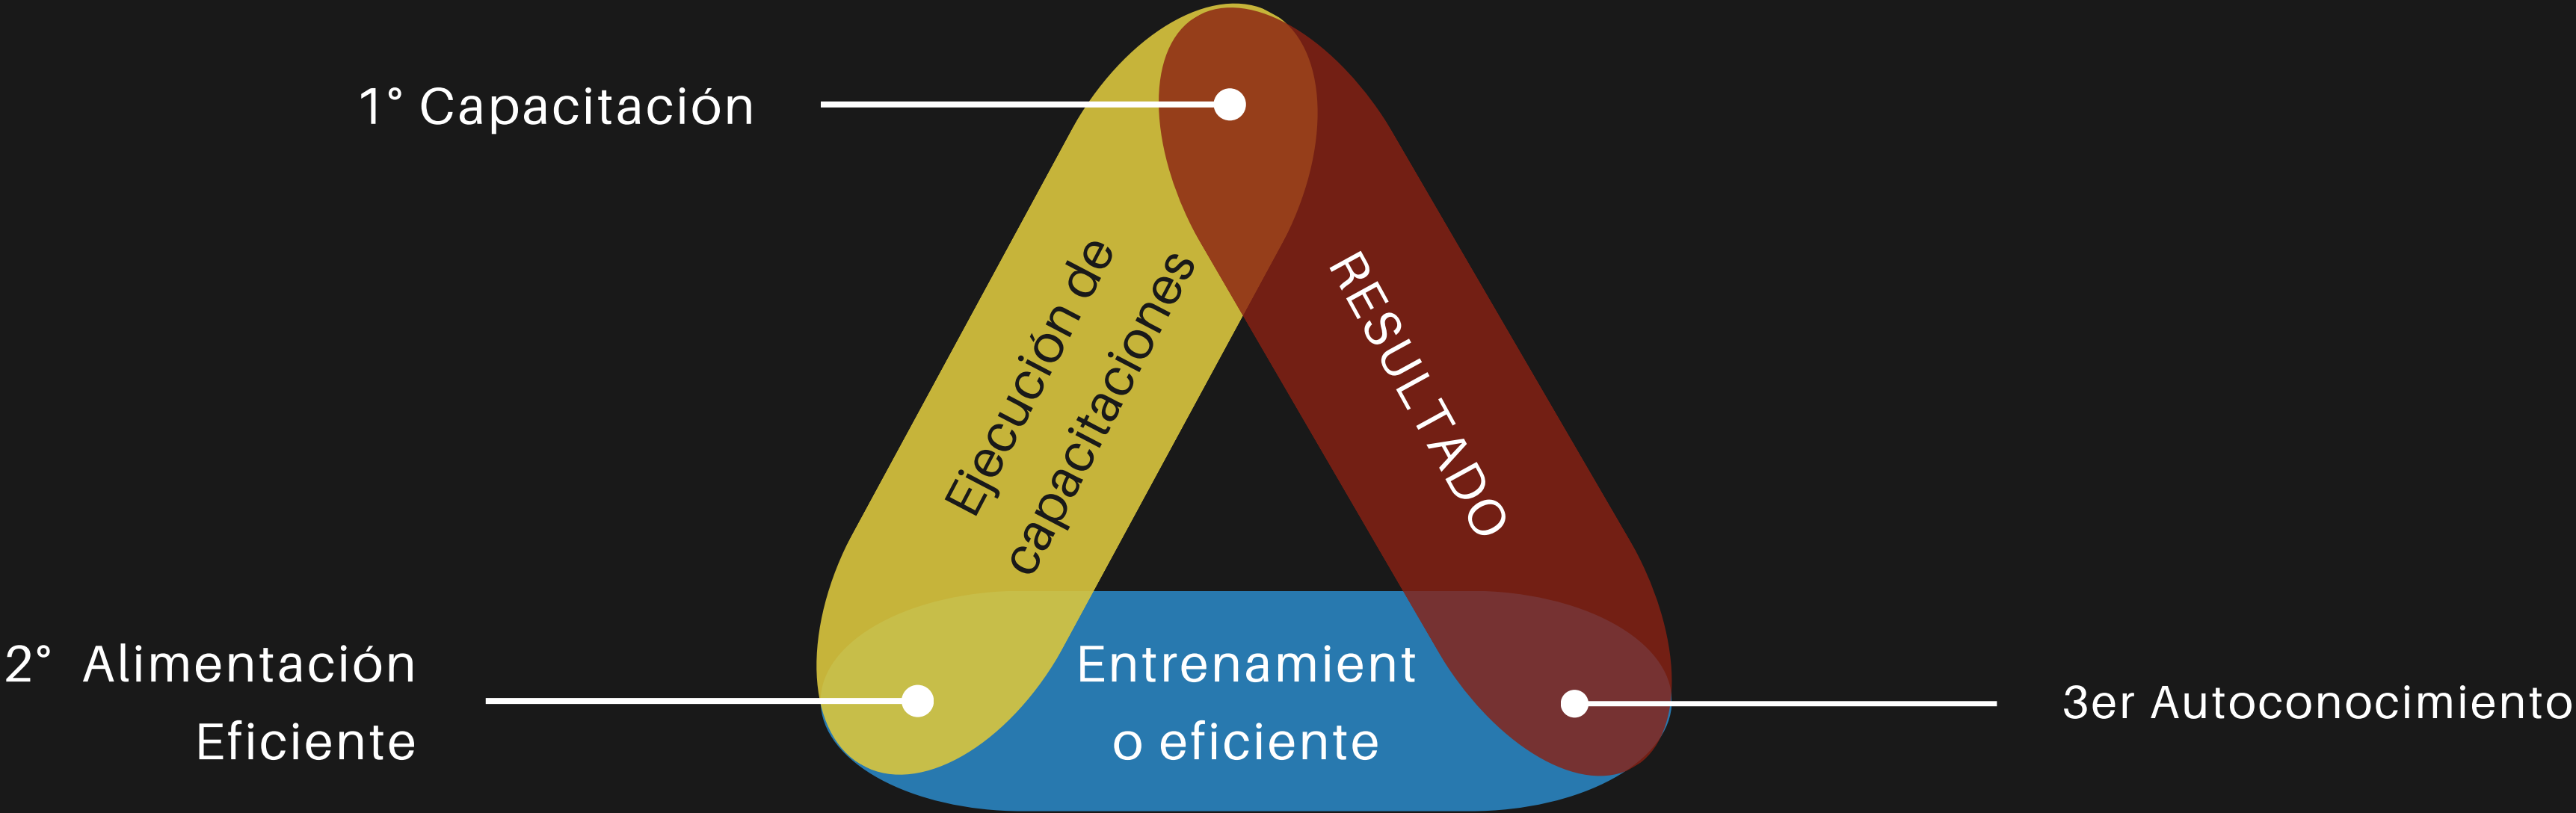 1° Capacitación
Ejecución de
capacitaciones
RESULTADO
2° Alimentación
Eficiente
Entrenamient
o eficiente
3er Autoconocimiento